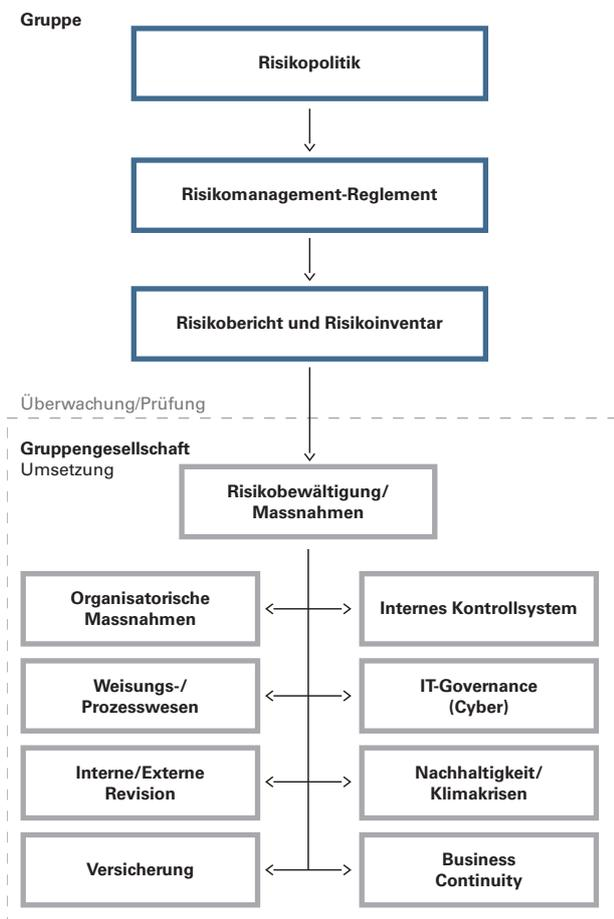 Gruppe
Risikopolitik
Risikomanagement-Reglement
Risikobericht und Risikoinventar
Überwachung/Prüfung
Gruppengesellschaft
Umsetzung
Risikobewältigung/
Massnahmen
Organisatorische
Massnahmen
Internes Kontrollsystem
Weisungs-/
Prozesswesen
IT-Governance
(Cyber)
Interne/Externe
Revision
Nachhaltigkeit/
Klimakrisen
Versicherung
Business
Continuity